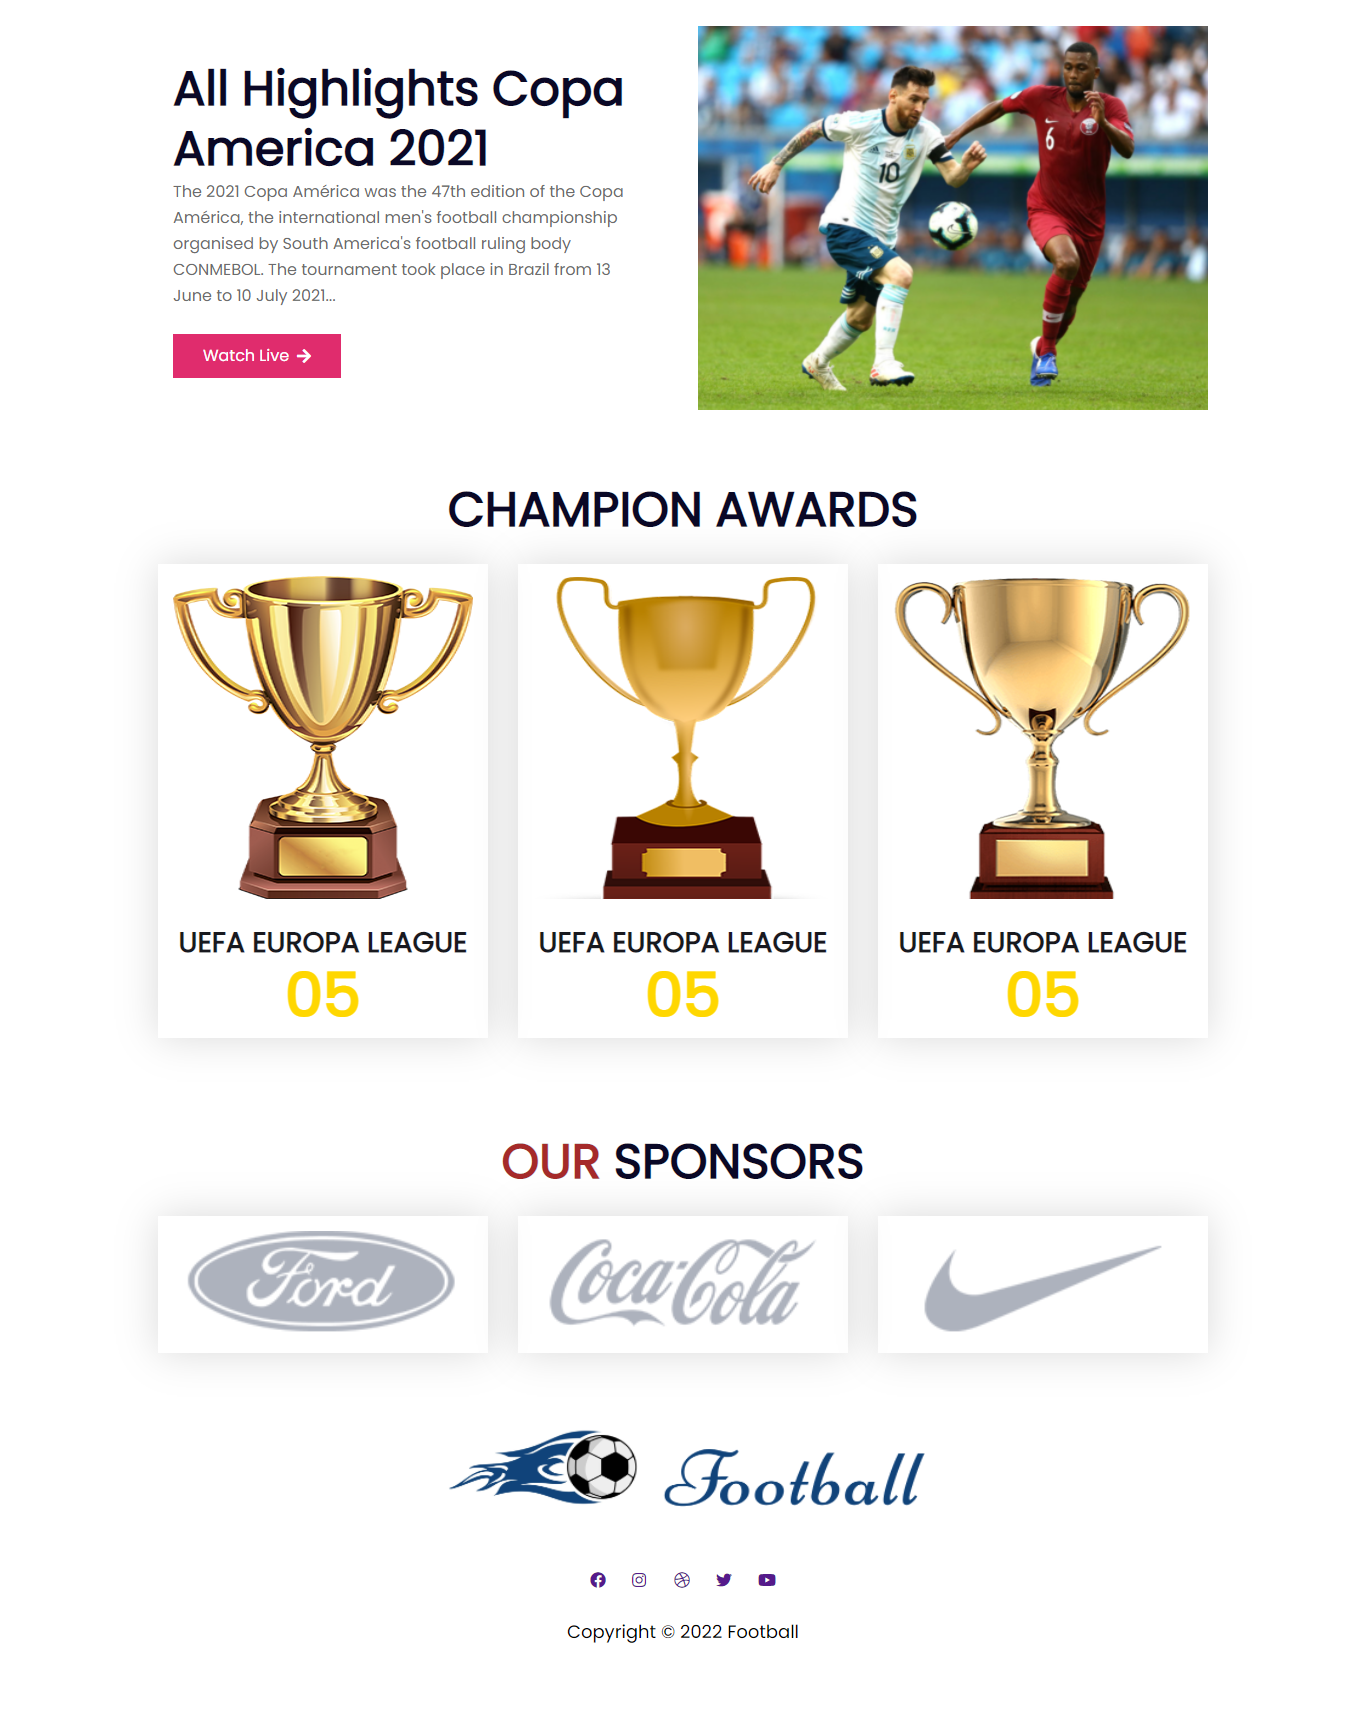 All Highlights Copa
America 2021
The 2021 Copa América was the 47th edition of the Copa
América, the international men's football championship
organised by South America's football ruling body
CONMEBOL. The tournament took place in Brazil from 13
June to 10 July 2021...
Watch Live
10
6
CHAMPION AWARDS
UEFA EUROPA LEAGUE
05
UEFA EUROPA LEAGUE
05
UEFA EUROPA LEAGUE
05
OUR SPONSORS
Ford
Coca-Cola
Football
Copyright © 2022 Football